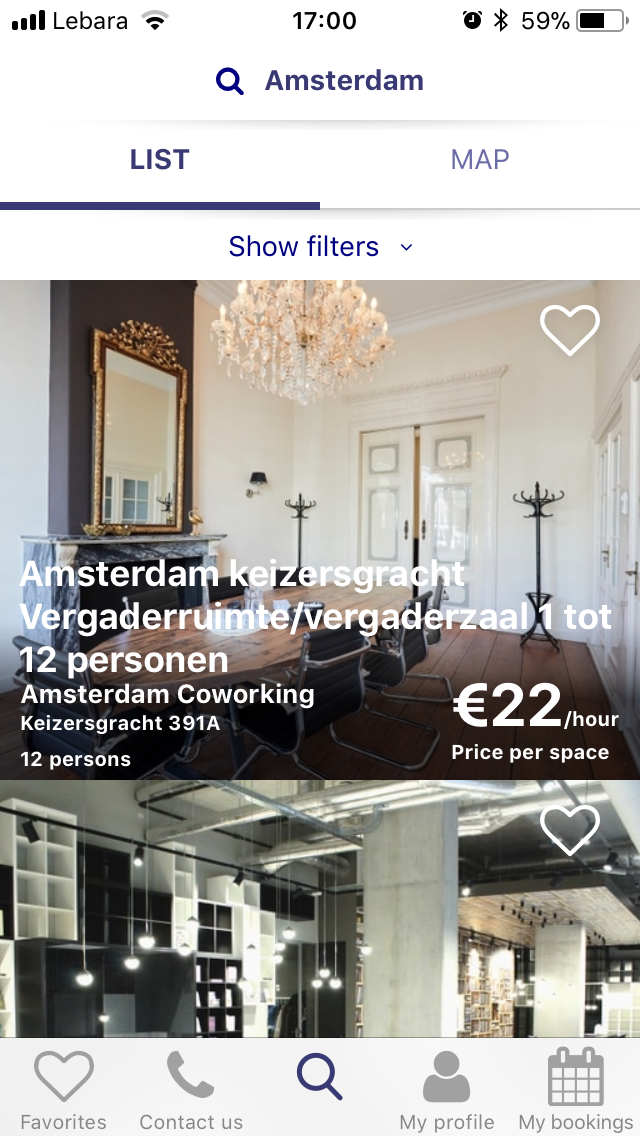 Lebara 17:00 59%
Amsterdam
LIST MAP
Show filters
Amsterdam keizersgracht
Vergaderruimte/vergaderzaal 1 tot
12 personen
Amsterdam Coworking
Keizersgracht 391A
€22/hour
12 persons
Price per space
Favorites Contact us My profile My bookings